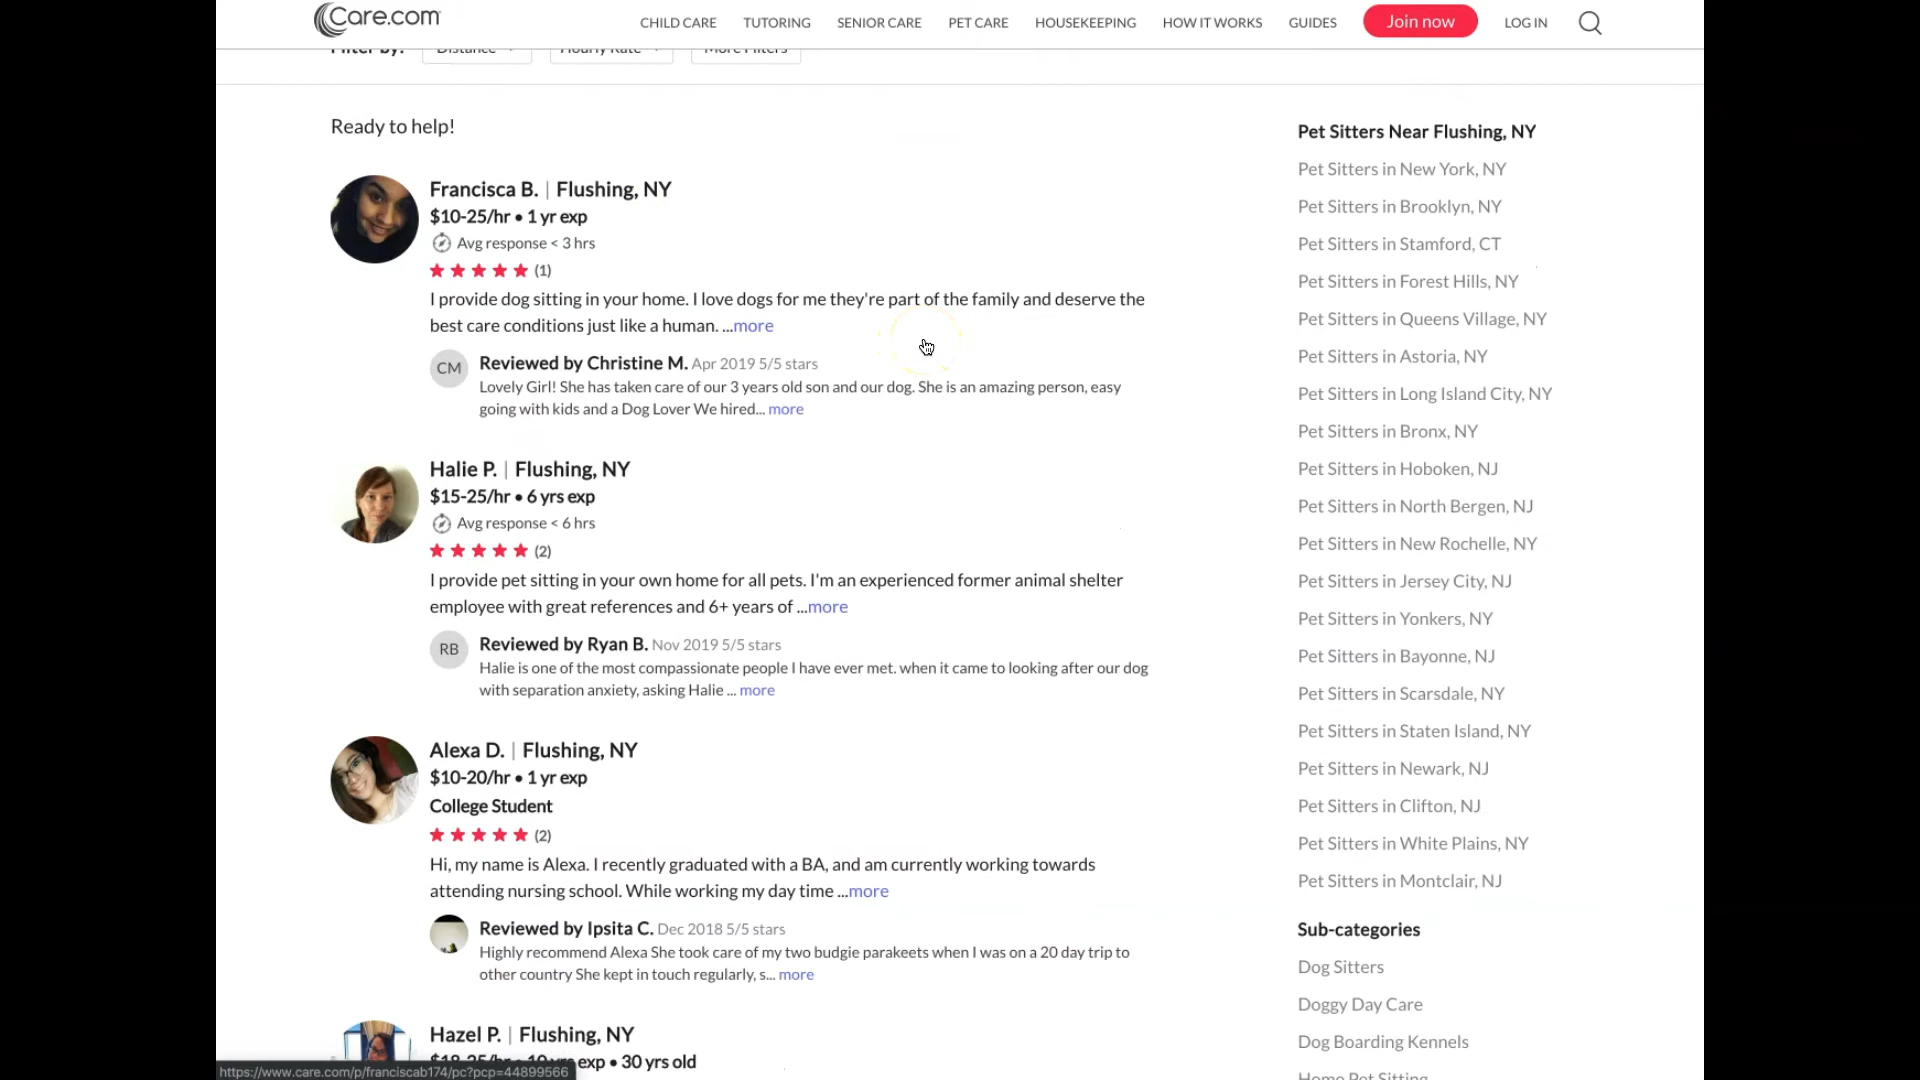 Care.com
CHILD CARE TUTORING SENIOR CARE PET CARE HOUSEKEEPING HOW IT WORKS GUIDES Join now LOG IN
Filter by: Distance Hourly Rate More Filters
Ready to help!
Francisca B. | Flushing, NY
$10-25/hr • 1 yr exp
Avg response < 3 hrs
(1)
I provide dog sitting in your home. I love dogs for me they're part of the family and deserve the
best care conditions just like a human. ...more
CM
Reviewed by Christine M. Apr 2019 5/5 stars
Lovely Girl! She has taken care of our 3 years old son and our dog. She is an amazing person, easy
going with kids and a Dog Lover We hired... more
Halie P. | Flushing, NY
$15-25/hr • 6 yrs exp
Avg response < 6 hrs
(2)
I provide pet sitting in your own home for all pets. I'm an experienced former animal shelter
employee with great references and 6+ years of ...more
RB
Reviewed by Ryan B. Nov 2019 5/5 stars
Halie is one of the most compassionate people I have ever met. when it came to looking after our dog
with separation anxiety, asking Halie ... more
Alexa D. | Flushing, NY
$10-20/hr • 1 yr exp
College Student
(2)
Hi, my name is Alexa. I recently graduated with a BA, and am currently working towards
attending nursing school. While working my day time ...more
Reviewed by Ipsita C. Dec 2018 5/5 stars
Highly recommend Alexa She took care of my two budgie parakeets when I was on a 20 day trip to
other country She kept in touch regularly, s... more
Hazel P. | Flushing, NY
$18-25/hr • 10 yrs exp • 30 yrs old
https://www.care.com/p/franciscab174/pc?pcp=44899566
Pet Sitters Near Flushing, NY
Pet Sitters in New York, NY
Pet Sitters in Brooklyn, NY
Pet Sitters in Stamford, CT
Pet Sitters in Forest Hills, NY
Pet Sitters in Queens Village, NY
Pet Sitters in Astoria, NY
Pet Sitters in Long Island City, NY
Pet Sitters in Bronx, NY
Pet Sitters in Hoboken, NJ
Pet Sitters in North Bergen, NJ
Pet Sitters in New Rochelle, NY
Pet Sitters in Jersey City, NJ
Pet Sitters in Yonkers, NY
Pet Sitters in Bayonne, NJ
Pet Sitters in Scarsdale, NY
Pet Sitters in Staten Island, NY
Pet Sitters in Newark, NJ
Pet Sitters in Clifton, NJ
Pet Sitters in White Plains, NY
Pet Sitters in Montclair, NJ
Sub-categories
Dog Sitters
Doggy Day Care
Dog Boarding Kennels
Home Pet Sitting